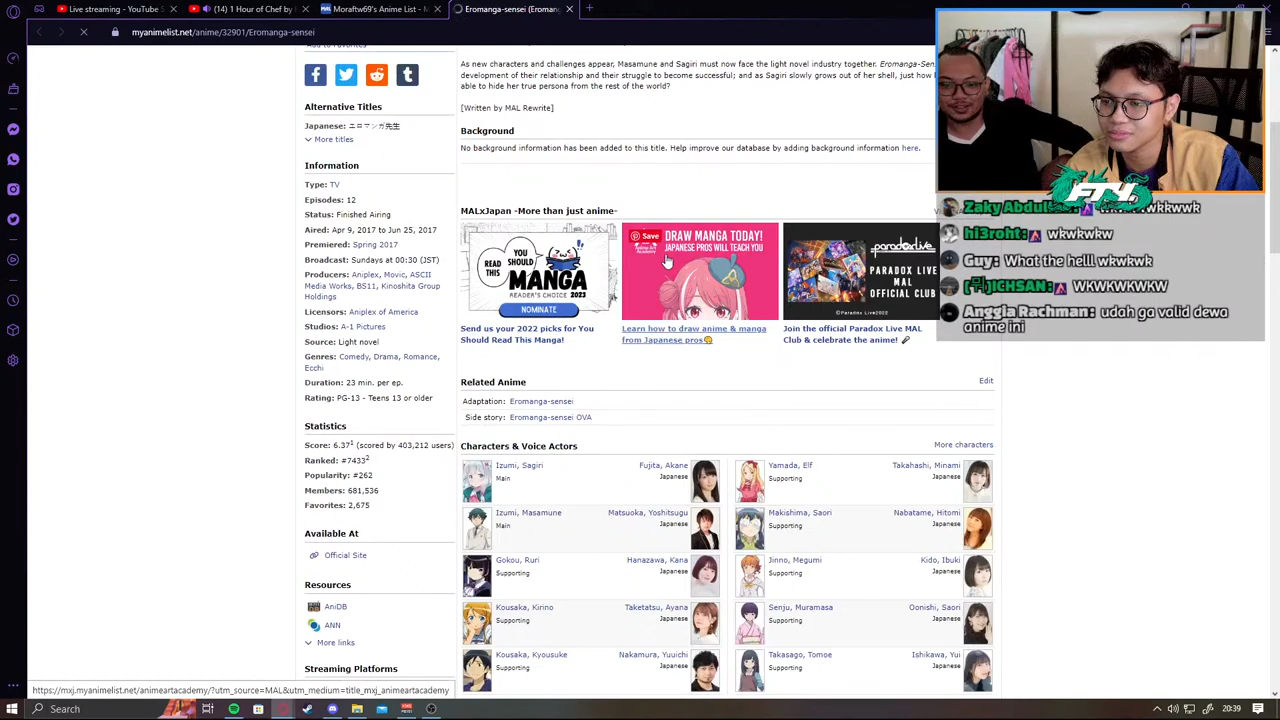 Live streaming - YouTube S
(14) 1 Hour of Chef by
Moraftw69's Anime List - M
Eromanga-sensei (Eroman
myanimelist.net/anime/32901/Eromanga-sensei
Add to Favorites
Alternative Titles
Japanese: エロマンガ先生
More titles
Information
Type: TV
Episodes: 12
Status: Finished Airing
Aired: Apr 9, 2017 to Jun 25, 2017
Premiered: Spring 2017
Broadcast: Sundays at 00:30 (JST)
Producers: Aniplex, Movic, ASCII
Media Works, BS11, Kinoshita Group
Holdings
Licensors: Aniplex of America
Studios: A-1 Pictures
Source: Light novel
Genres: Comedy, Drama, Romance,
Ecchi
Duration: 23 min. per ep.
Rating: PG-13 - Teens 13 or older
Statistics
Score: 6.371 (scored by 403,212 users)
Ranked: #74332
Popularity: #262
Members: 681,536
Favorites: 2,675
Available At
Official Site
Resources
AniDB
ANN
More links
Streaming Platforms
As new characters and challenges appear, Masamune and Sagiri must now face the light novel industry together. Eromanga-Sen
development of their relationship and their struggle to become successful; and as Sagiri slowly grows out of her shell, just how l
able to hide her true persona from the rest of the world?
[Written by MAL Rewrite]
Background
No background information has been added to this title. Help improve our database by adding background information here.
MALxJapan -More than just anime-
READ THIS
YOU SHOULD
MANGA
READER'S CHOICE 2023
NOMINATE
Send us your 2022 picks for You
Should Read This Manga!
Save
DRAW MANGA TODAY!
JAPANESE PROS WILL TEACH YOU
Learn how to draw anime & manga
from Japanese pros
paradoxlive
PARADOX LIVE
MAL
OFFICIAL CLUB
©Paradox Live2022
Join the official Paradox Live MAL
Club & celebrate the anime!
Related Anime
Edit
Adaptation: Eromanga-sensei
Side story: Eromanga-sensei OVA
Characters & Voice Actors
More characters
Izumi, Sagiri
Main
Fujita, Akane
Japanese
Yamada, Elf
Supporting
Takahashi, Minami
Japanese
Izumi, Masamune
Main
Matsuoka, Yoshitsugu
Japanese
Makishima, Saori
Supporting
Nabatame, Hitomi
Japanese
Gokou, Ruri
Supporting
Hanazawa, Kana
Japanese
Jinno, Megumi
Supporting
Kido, Ibuki
Japanese
Kousaka, Kirino
Supporting
Taketatsu, Ayana
Japanese
Senju, Muramasa
Supporting
Oonishi, Saori
Japanese
Kousaka, Kyousuke
Supporting
Nakamura, Yuuichi
Japanese
Takasago, Tomoe
Supporting
Ishikawa, Yui
Japanese
FTY
Zaky Abdul
wkwkkwwk
hi3roht: wkwkwkw
Guy: What the helll wkwkwk
JICHSAN: WKWKWKWKW
Anggia Rachman: udah ga valid dewa
anime ini
https://mxj.myanimelist.net/animeartacademy/?utm_source=MAL&utm_medium=title_mxj_animeartacademy
Search
20:39